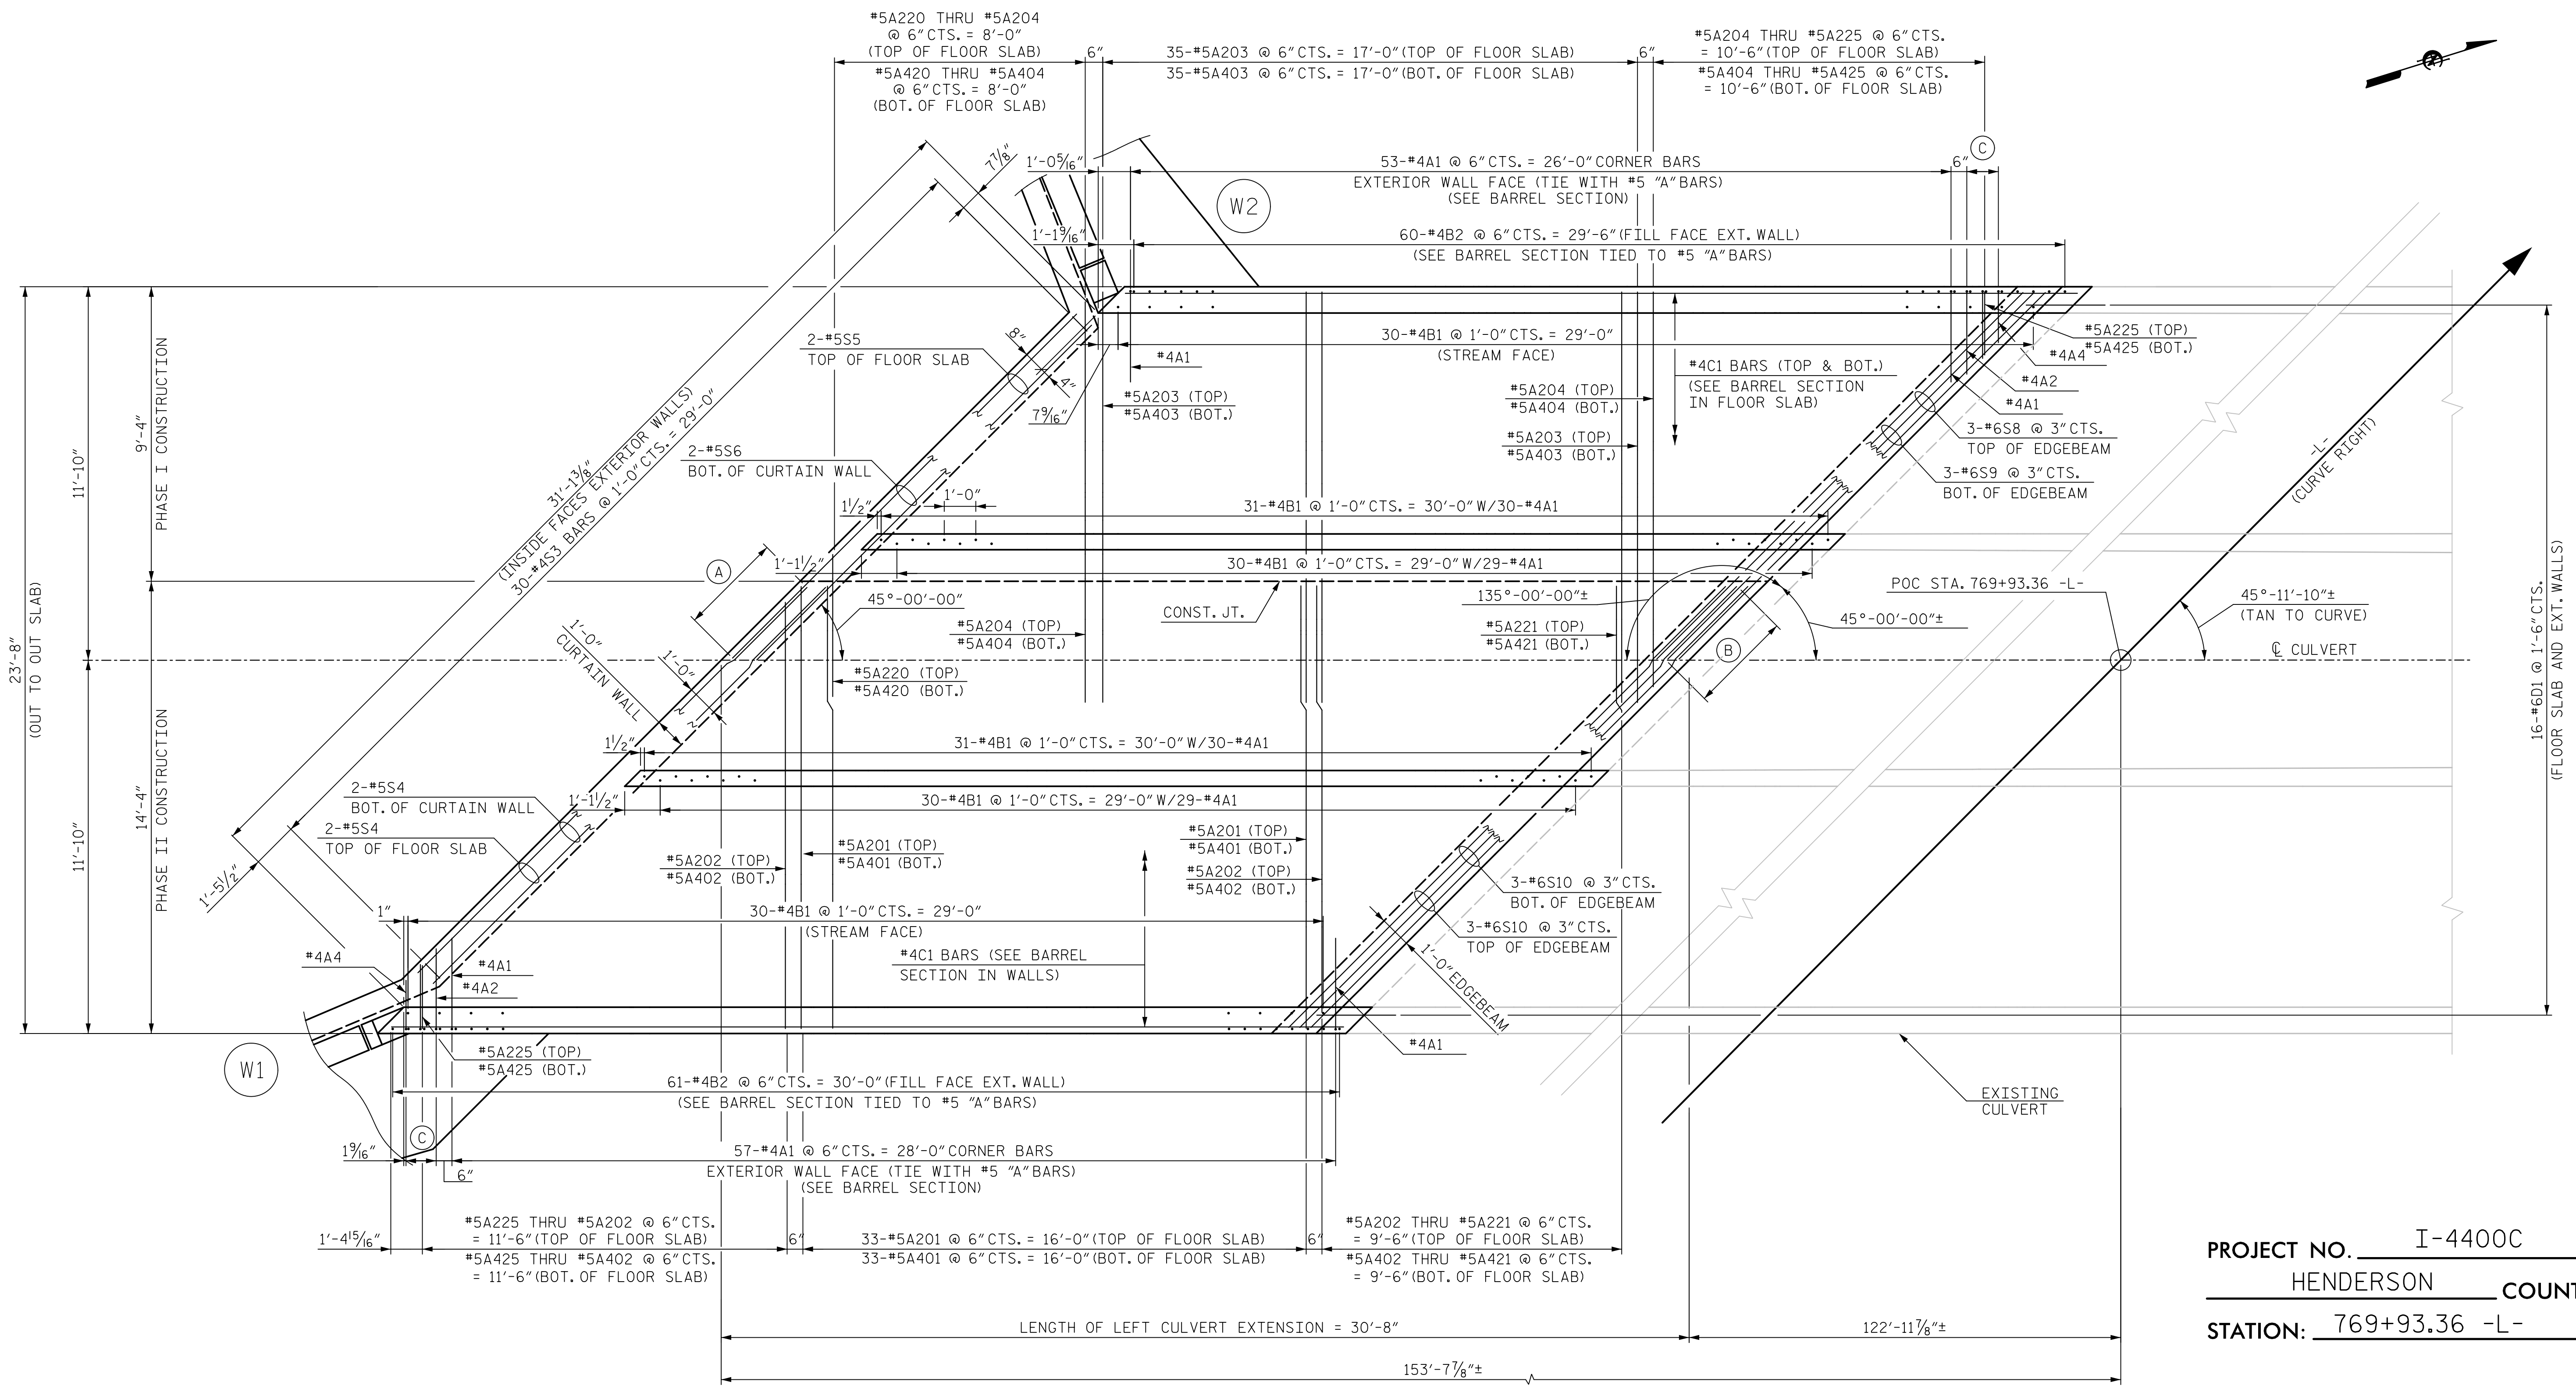 #5A220 THRU #5A204
@ 6"CTS. = 8'-0"
(TOP OF FLOOR SLAB)
#5A420 THRU #5A404
@ 6"CTS. = 8'-0"
(BOT. OF FLOOR SLAB)
6"
35-#5A203 @ 6"CTS. = 17'-0"(TOP OF FLOOR SLAB)
35-#5A403 @ 6"CTS. = 17'-0"(BOT. OF FLOOR SLAB)
6"
#5A204 THRU #5A225 @ 6"CTS.
= 10'-6"(TOP OF FLOOR SLAB)
#5A404 THRU #5A425 @ 6"CTS.
= 10'-6"(BOT. OF FLOOR SLAB)
7 7/8"
1'-0 5/16"
53-#4A1 @ 6"CTS. = 26'-0"CORNER BARS
EXTERIOR WALL FACE (TIE WITH #5 "A"BARS)
(SEE BARREL SECTION)
6"
C
W2
1'-1 9/16"
60-#4B2 @ 6"CTS. = 29'-6"(FILL FACE EXT. WALL)
(SEE BARREL SECTION TIED TO #5 "A"BARS)
30-#4B1 @ 1'-0"CTS. = 29'-0"
(STREAM FACE)
#4A1
2-#5S5
TOP OF FLOOR SLAB
8"
4"
7 9/16"
#5A203 (TOP)
#5A403 (BOT.)
#4C1 BARS (TOP & BOT.)
(SEE BARREL SECTION
IN FLOOR SLAB)
#5A204 (TOP)
#5A404 (BOT.)
#5A203 (TOP)
#5A403 (BOT.)
#5A225 (TOP)
#5A425 (BOT.)
#4A4
#4A2
#4A1
3-#6S8 @ 3"CTS.
TOP OF EDGEBEAM
3-#6S9 @ 3"CTS.
BOT. OF EDGEBEAM
-L-
(CURVE RIGHT)
23'-8"
(OUT TO OUT SLAB)
11'-10"
9'-4"
PHASE I CONSTRUCTION
31'-1 3/8"
(INSIDE FACES EXTERIOR WALLS)
30-#4S3 BARS @ 1'-0"CTS. = 29'-0"
2-#5S6
BOT. OF CURTAIN WALL
1'-0"
1 1/2"
31-#4B1 @ 1'-0"CTS. = 30'-0"W/30-#4A1
1'-1 1/2"
30-#4B1 @ 1'-0"CTS. = 29'-0"W/29-#4A1
A
45°-00'-00"
CONST. JT.
135°-00'-00"±
POC STA. 769+93.36 -L-
45°-11'-10"±
(TAN TO CURVE)
16-#6D1 @ 1'-6"CTS.
(FLOOR SLAB AND EXT. WALLS)
1'-0"
CURTAIN WALL
1'-0"
#5A204 (TOP)
#5A404 (BOT.)
#5A221 (TOP)
#5A421 (BOT.)
45°-00'-00"±
B
℄ CULVERT
#5A220 (TOP)
#5A420 (BOT.)
11'-10"
14'-4"
PHASE II CONSTRUCTION
1 1/2"
31-#4B1 @ 1'-0"CTS. = 30'-0"W/30-#4A1
2-#5S4
BOT. OF CURTAIN WALL
1'-1 1/2"
30-#4B1 @ 1'-0"CTS. = 29'-0"W/29-#4A1
2-#5S4
TOP OF FLOOR SLAB
1'-5 1/2"
#5A202 (TOP)
#5A402 (BOT.)
#5A201 (TOP)
#5A401 (BOT.)
#5A201 (TOP)
#5A401 (BOT.)
#5A202 (TOP)
#5A402 (BOT.)
3-#6S10 @ 3"CTS.
BOT. OF EDGEBEAM
3-#6S10 @ 3"CTS.
TOP OF EDGEBEAM
1'-0"EDGEBEAM
1"
30-#4B1 @ 1'-0"CTS. = 29'-0"
(STREAM FACE)
#4C1 BARS (SEE BARREL
SECTION IN WALLS)
#4A4
#4A1
#4A2
#4A1
W1
#5A225 (TOP)
#5A425 (BOT.)
61-#4B2 @ 6"CTS. = 30'-0"(FILL FACE EXT. WALL)
(SEE BARREL SECTION TIED TO #5 "A"BARS)
EXISTING
CULVERT
C
1 9/16"
6"
57-#4A1 @ 6"CTS. = 28'-0"CORNER BARS
EXTERIOR WALL FACE (TIE WITH #5 "A"BARS)
(SEE BARREL SECTION)
1'-4 15/16"
#5A225 THRU #5A202 @ 6"CTS.
= 11'-6"(TOP OF FLOOR SLAB)
#5A425 THRU #5A402 @ 6"CTS.
= 11'-6"(BOT. OF FLOOR SLAB)
6"
33-#5A201 @ 6"CTS. = 16'-0"(TOP OF FLOOR SLAB)
33-#5A401 @ 6"CTS. = 16'-0"(BOT. OF FLOOR SLAB)
6"
#5A202 THRU #5A221 @ 6"CTS.
= 9'-6"(TOP OF FLOOR SLAB)
#5A402 THRU #5A421 @ 6"CTS.
= 9'-6"(BOT. OF FLOOR SLAB)
LENGTH OF LEFT CULVERT EXTENSION = 30'-8"
122'-11 7/8"±
153'-7 7/8"±
PROJECT NO. I-4400C
HENDERSON COUNT
STATION: 769+93.36 -L-